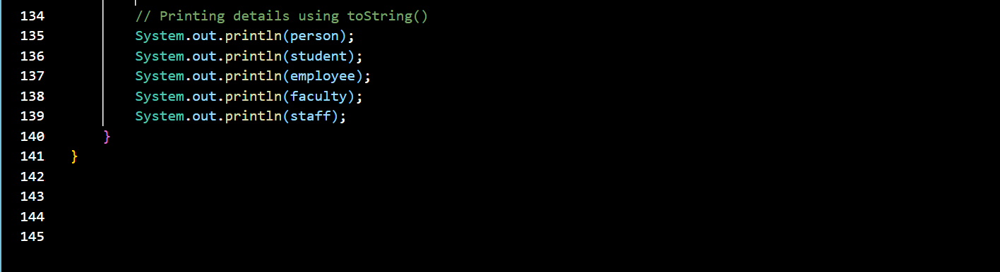 134 // Printing details using toString()
135 System.out.println(person);
136 System.out.println(student);
137 System.out.println(employee);
138 System.out.println(faculty);
139 System.out.println(staff);
140 }
141 }
142
143
144
145